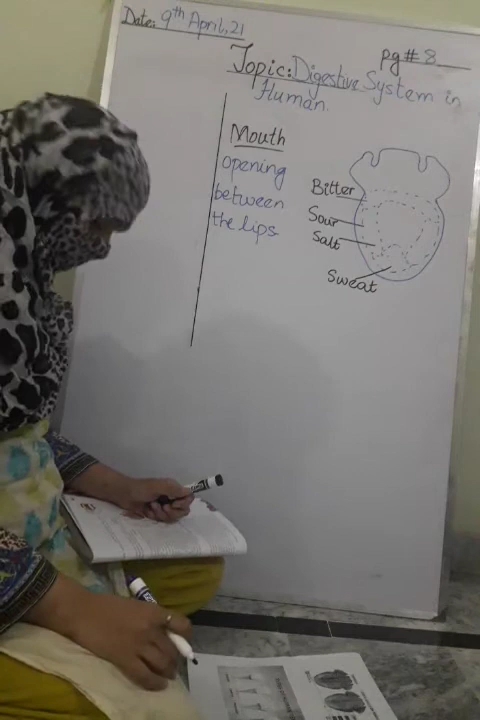 Date: 9th April, 21
pg # 8
Topic: Digestive System in
Human.
Mouth
opening
between
the lips
Bitter
Sour
Salt
Sweat